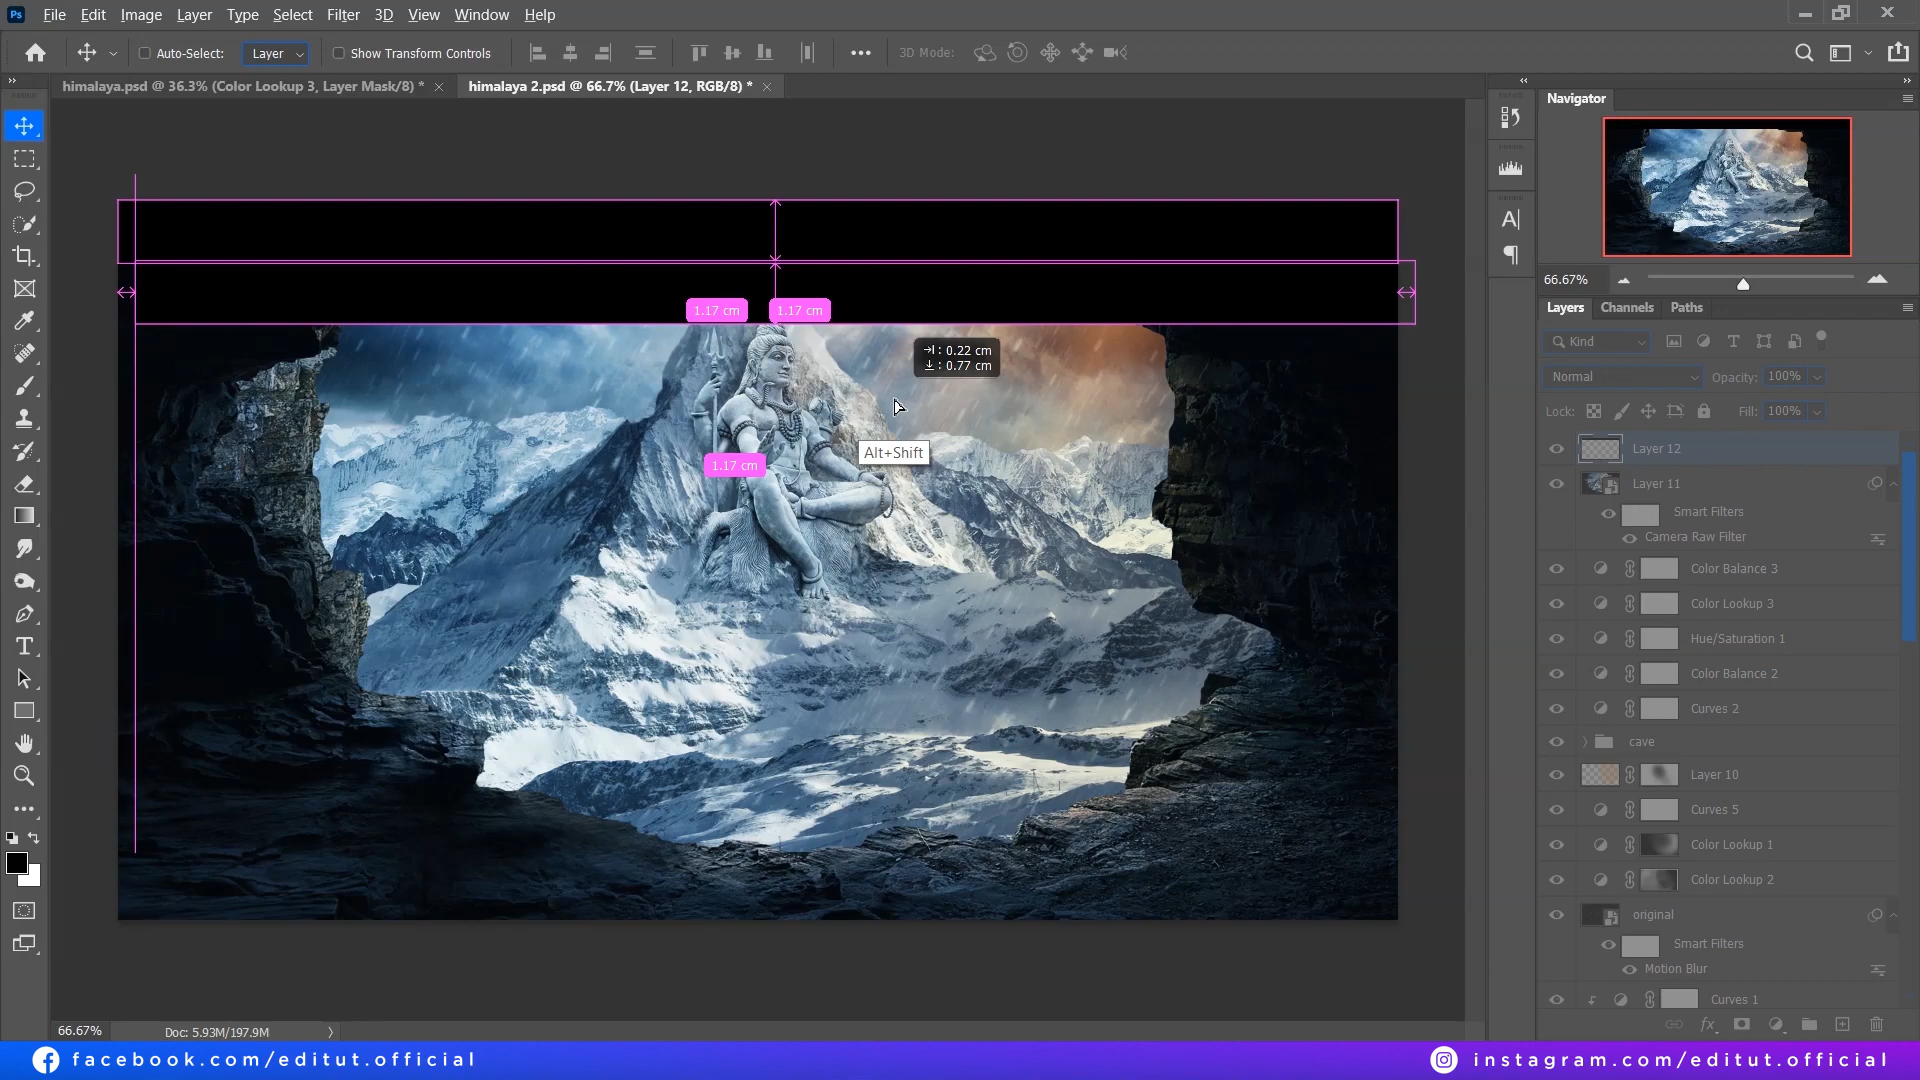 Ps File Edit Image Layer Type Select Filter 3D View Window Help
Auto-Select: Layer Show Transform Controls 3D Mode:
himalaya.psd @ 36.3% (Color Lookup 3, Layer Mask/8) * himalaya 2.psd @ 66.7% (Layer 12, RGB/8) *
Navigator
66.67%
Layers Channels Paths
Kind
Normal Opacity: 100%
Lock: Fill: 100%
Layer 12
Layer 11
Smart Filters
Camera Raw Filter
Color Balance 3
Color Lookup 3
Hue/Saturation 1
Color Balance 2
Curves 2
cave
Layer 10
Curves 5
Color Lookup 1
Color Lookup 2
original
Smart Filters
Motion Blur
Curves 1
fx
1.17 cm 1.17 cm
: 0.22 cm
: 0.77 cm
Alt+Shift
1.17 cm
66.67% Doc: 5.93M/197.9M
facebook.com/editut.official
instagram.com/editut.official